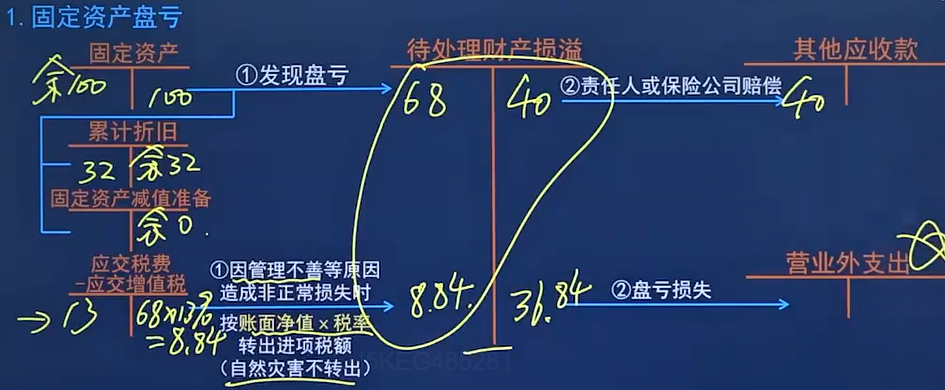 1. 固定资产盘亏
固定资产
余100
100
①发现盘亏
待处理财产损溢
68
40
②责任人或保险公司赔偿
其他应收款
40
累计折旧
32
余32
固定资产减值准备
余0.
应交税费
-应交增值税
13
68×13%
=8.84
①因管理不善等原因
造成非正常损失时
按账面净值×税率
转出进项税额
(自然灾害不转出)
8.84
36.84
②盘亏损失
营业外支出